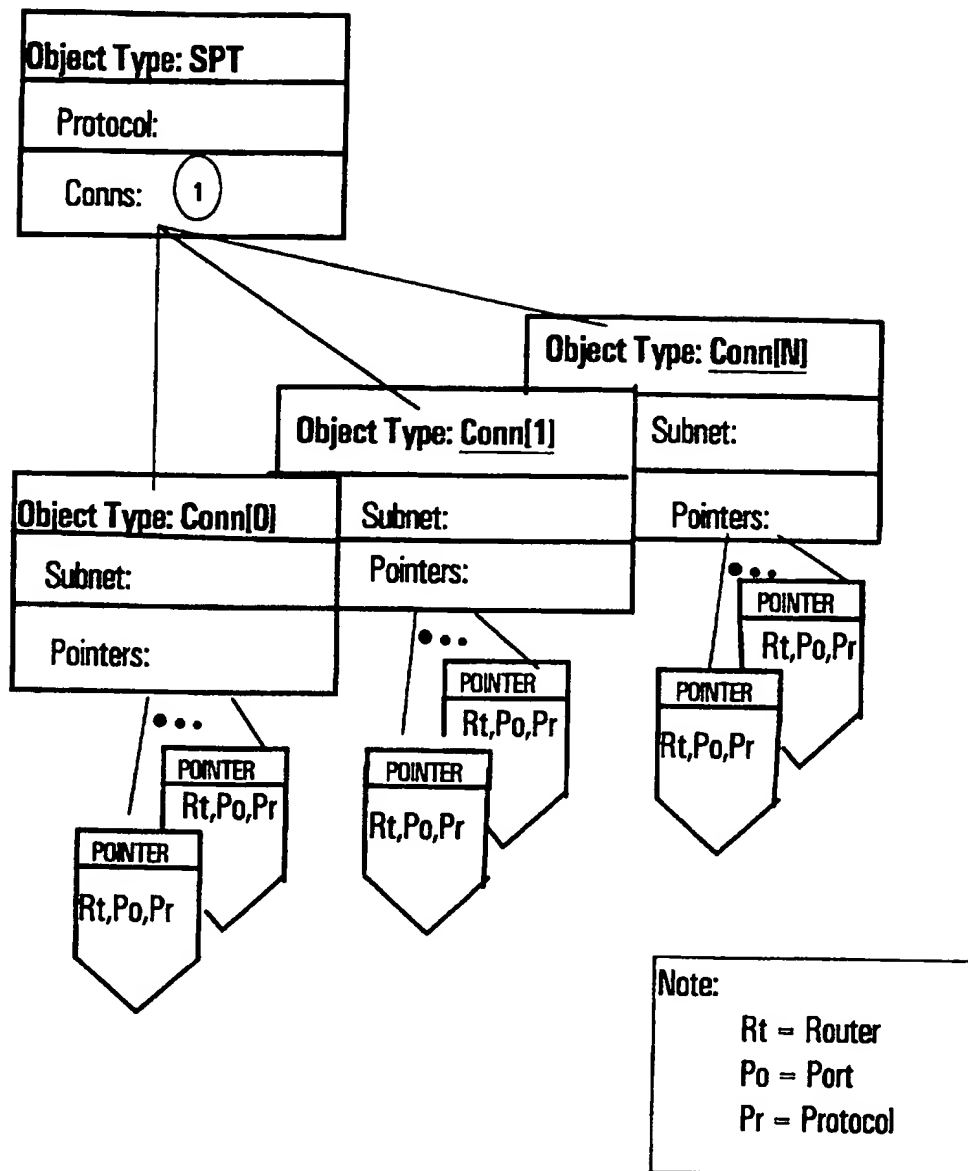 Object Type: SPT
Protocol:
Conns: 1
Object Type: Conn[N]
Subnet:
Pointers:
Object Type: Conn[1]
Subnet:
Pointers:
Object Type: Conn[0]
Subnet:
Pointers:
POINTER
Rt,Po,Pr
POINTER
Rt,Po,Pr
POINTER
Rt,Po,Pr
POINTER
Rt,Po,Pr
POINTER
Rt,Po,Pr
POINTER
Rt,Po,Pr
Note:
Rt = Router
Po = Port
Pr = Protocol